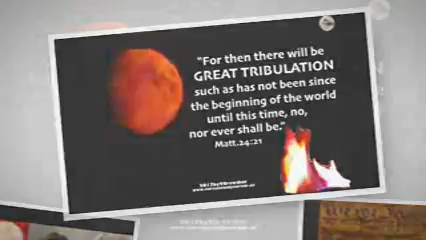 "For then there will be
GREAT TRIBULATION
such as has not been since
the beginning of the world
until this time, no,
nor ever shall be."
Matt.24:21